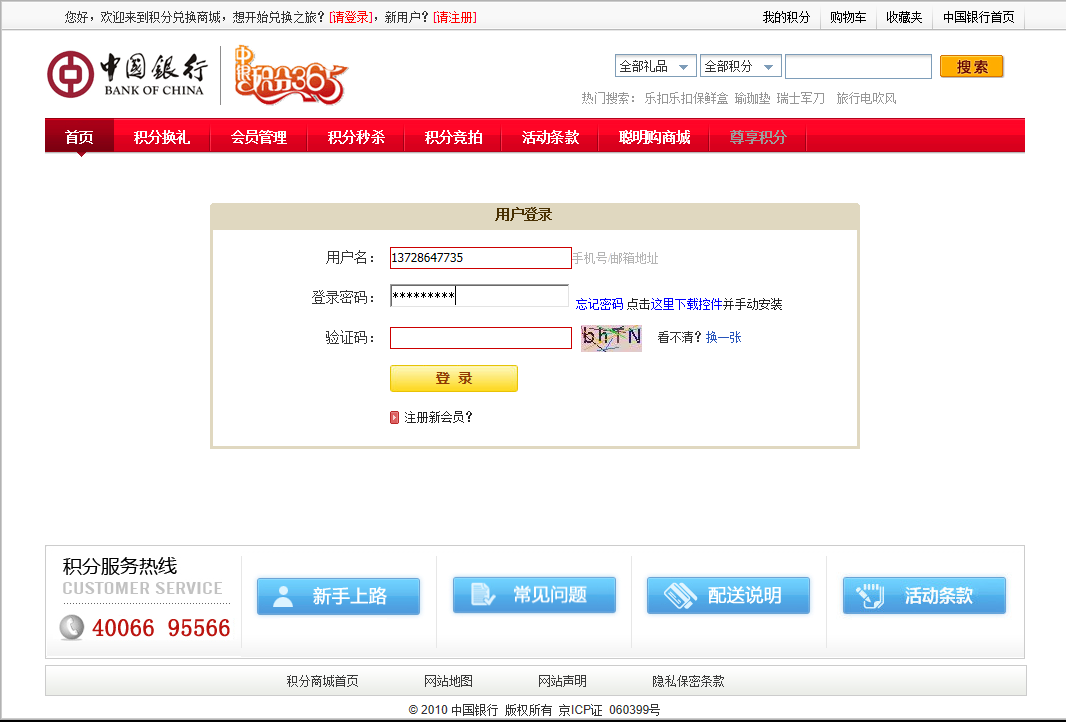 您好，欢迎来到积分兑换商城，想开始兑换之旅？[请登录]，新用户？[请注册]
我的积分 购物车 收藏夹 中国银行首页
中国银行
BANK OF CHINA
中银积分365
全部礼品 全部积分 搜索
热门搜索： 乐扣乐扣保鲜盒 瑜珈垫 瑞士军刀 旅行电吹风
首页 积分换礼 会员管理 积分秒杀 积分竞拍 活动条款 聪明购商城 尊享积分
用户登录
用户名： 13728647735 手机号/邮箱地址
登录密码： ********* 忘记密码 点击这里下载控件并手动安装
验证码： bhTN 看不清？换一张
登 录
注册新会员？
积分服务热线
CUSTOMER SERVICE
40066 95566
新手上路 常见问题 配送说明 活动条款
积分商城首页 网站地图 网站声明 隐私保密条款
© 2010 中国银行 版权所有 京ICP证 060399号